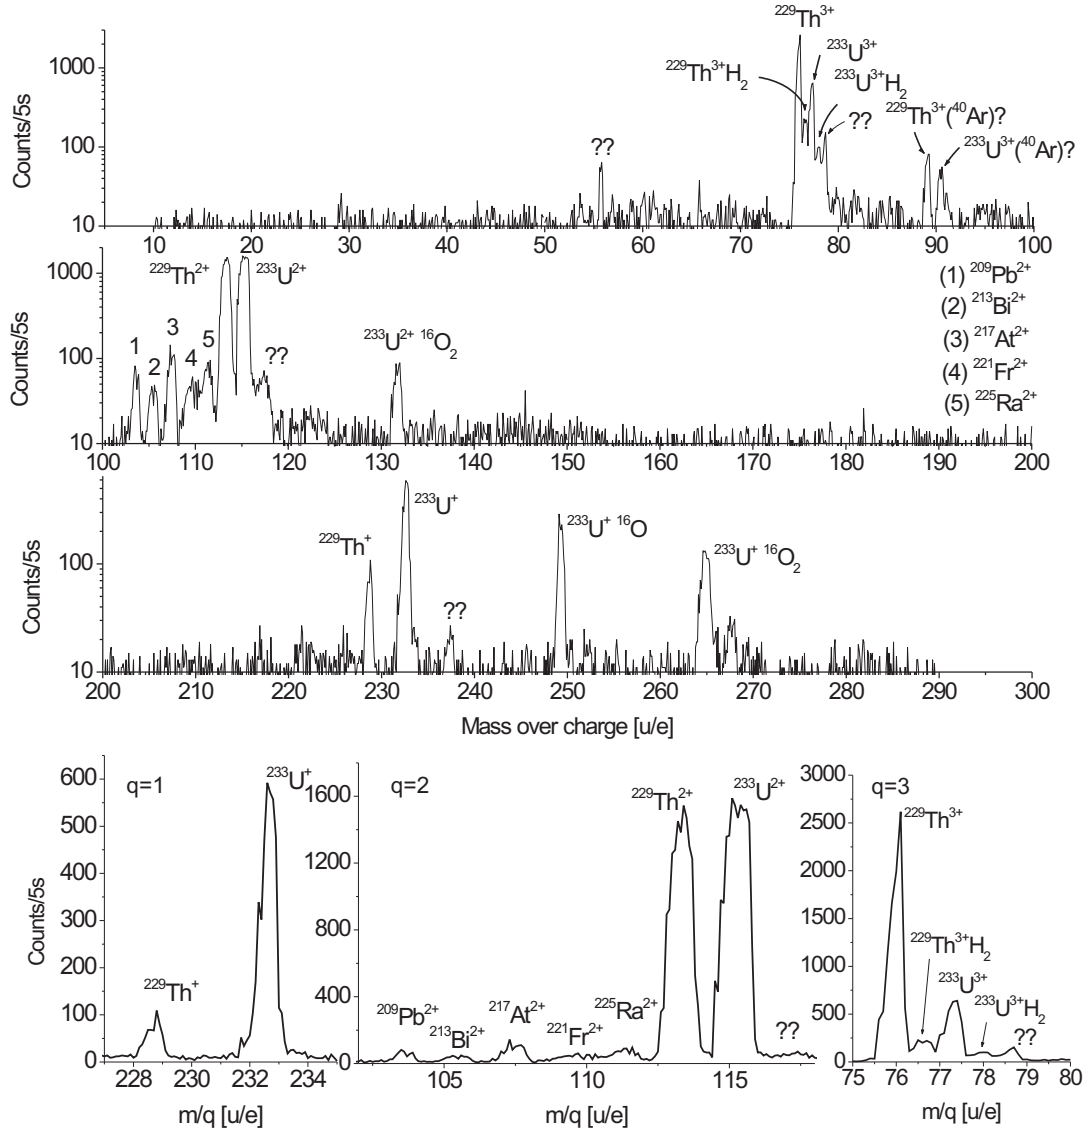 ²²⁹Th³⁺
²³³U³⁺
²²⁹Th³⁺H₂
²³³U³⁺H₂
??
²²⁹Th³⁺(⁴⁰Ar)?
²³³U³⁺(⁴⁰Ar)?
??
Counts/5s
1000
100
10
10 20 30 40 50 60 70 80 90 100
²²⁹Th²⁺
²³³U²⁺
1
2
3
4
5
??
²³³U²⁺ ¹⁶O₂
(1) ²⁰⁹Pb²⁺
(2) ²¹³Bi²⁺
(3) ²¹⁷At²⁺
(4) ²²¹Fr²⁺
(5) ²²⁵Ra²⁺
Counts/5s
1000
100
10
100 110 120 130 140 150 160 170 180 190 200
²²⁹Th⁺
²³³U⁺
??
²³³U⁺ ¹⁶O
²³³U⁺ ¹⁶O₂
Counts/5s
100
10
200 210 220 230 240 250 260 270 280 290 300
Mass over charge [u/e]
q=1
²³³U⁺
²²⁹Th⁺
Counts/5s
600
500
400
300
200
100
0
228 230 232 234
m/q [u/e]
q=2
²²⁹Th²⁺
²³³U²⁺
²⁰⁹Pb²⁺
²¹³Bi²⁺
²¹⁷At²⁺
²²¹Fr²⁺
²²⁵Ra²⁺
??
1600
1200
800
400
0
105 110 115
m/q [u/e]
q=3
²²⁹Th³⁺
²²⁹Th³⁺H₂
²³³U³⁺
²³³U³⁺H₂
??
3000
2500
2000
1500
1000
500
0
75 76 77 78 79 80
m/q [u/e]